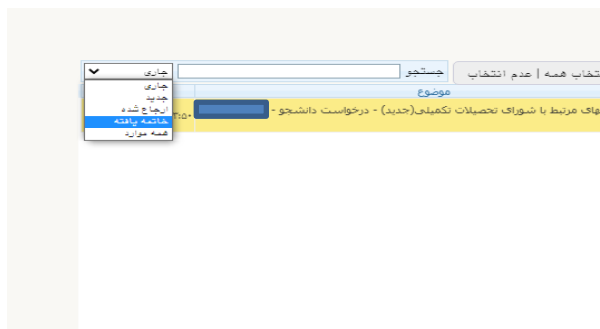 انتخاب همه | عدم انتخاب جستجو جاری
موضوع
جاری
جدید
ارجاع شده
خاتمه یافته
همه موارد
مرتبط با شورای تحصیلات تکمیلی(جدید) - درخواست دانشجو -